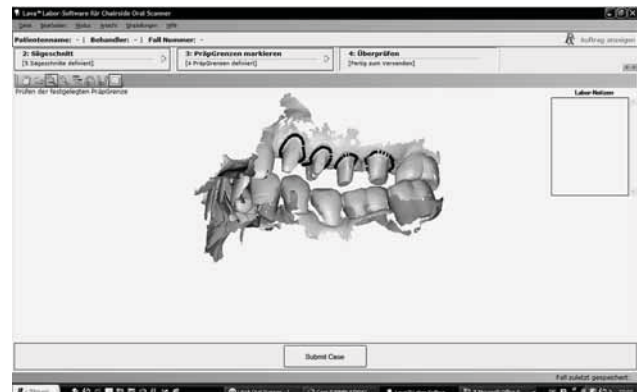 Lava™ Labor-Software für Chairside Oral Scanner
Patientenname: - | Behandler: - | Fall Nummer: -
Auftrag anzeigen
2: Sägeschnitt
[5 Sägeschnitte definiert]
3: PräpGrenzen markieren
[4 PräpGrenzen definiert]
4: Überprüfen
[Fertig zum Versenden]
Prüfen der festgelegten PräpGrenze
Labor-Notizen
Submit Case
Fall zuletzt gespeichert: